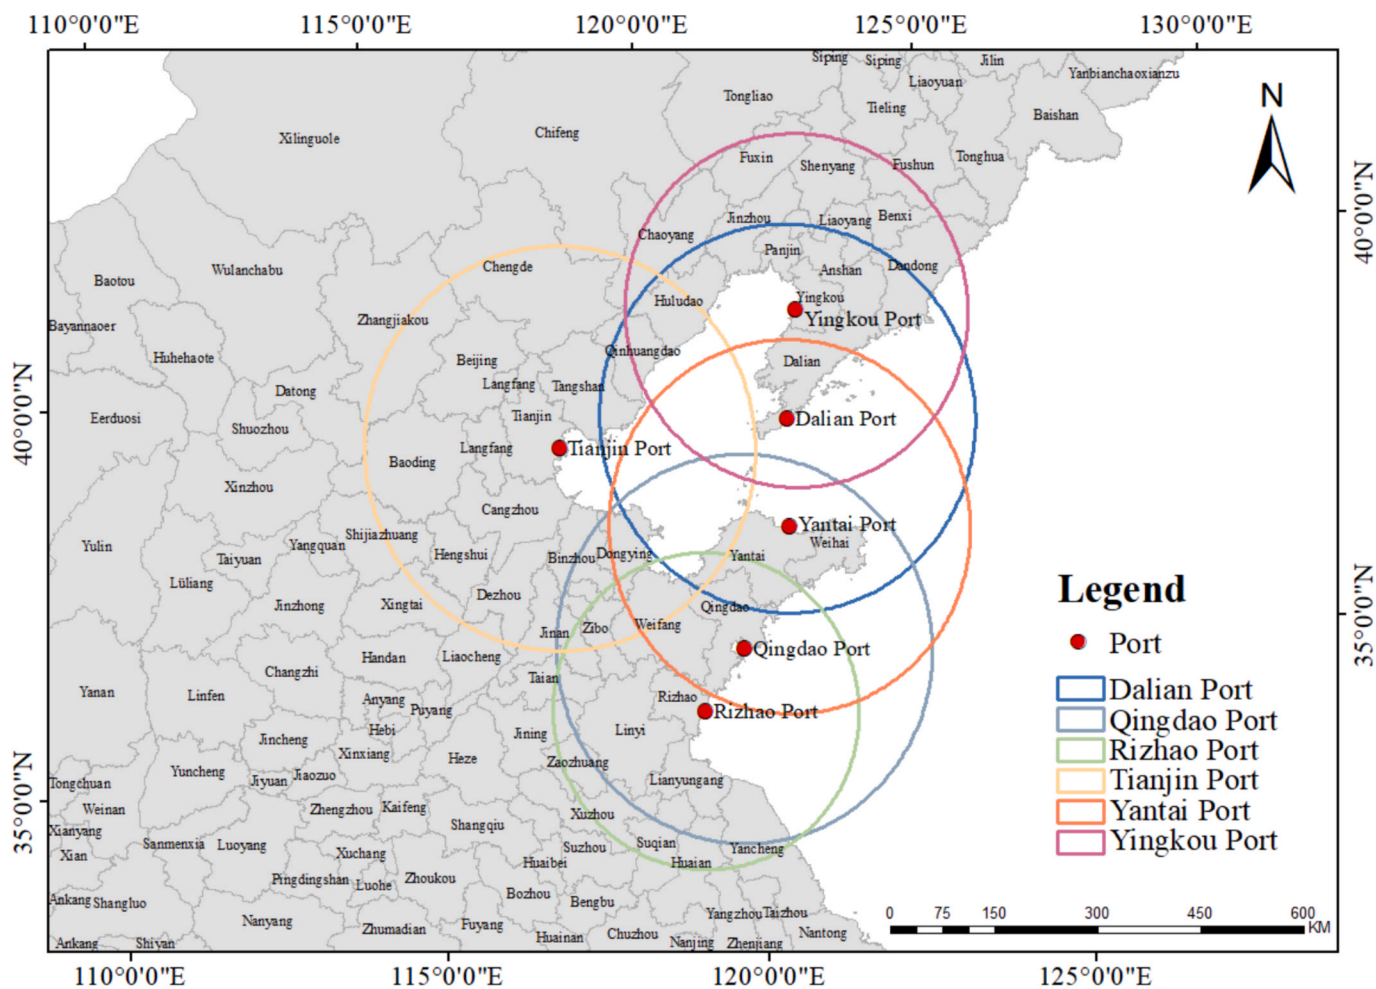 110°0'0"E 115°0'0"E 120°0'0"E 125°0'0"E 130°0'0"E
Siping Siping Jilin
Yanbianchaoxianzu
Liaoyuan
Tongliao
Tieling
Baishan
N
Xilinguole
Chifeng
Fuxin
Shenyang
Fushun
Tonghua
40°0'0"N
Jinzhou
Liaoyang
Benxi
Chaoyang
Panjin
Anshan
Dandong
Chengde
Wulanchabu
Baotou
Huludao
Yingkou
Yingkou Port
Zhangjiakou
Bayannaoer
Huhehaote
Qinhuangdao
Beijing
Dalian
Langfang
Tangshan
Datong
40°0'0"N
Eerduosi
Tianjin
Dalian Port
Shuozhou
Langfang
Tianjin Port
Baoding
Xinzhou
Cangzhou
Yantai Port
Weihai
Shijiazhuang
Yangquan
Yulin
Taiyuan
Hengshui
Binzhou
Dongying
Yantai
Lüliang
Dezhou
Jinzhong
Xingtai
Qingdao
Jinan
Zibo
Weifang
Qingdao Port
Handan
Liaocheng
Changzhi
Taian
Yanan
Linfen
Anyang
Puyang
Rizhao
Rizhao Port
Hebi
Jincheng
Jining
Linyi
Xinxiang
Heze
Zaozhuang
Yuncheng
Jiyuan
Jiaozuo
Tongchuan
Lianyungang
Weinan
Zhengzhou
Kaifeng
Xuzhou
Xianyang
Shangqiu
Sanmenxia
Luoyang
Suqian
Yancheng
Xian
Xuchang
Suzhou
Huaibei
Huaian
Pingdingshan
Luohe
Zhoukou
Bozhou
Bengbu
Ankang
Shangluo
Nanyang
Zhumadian
Fuyang
Yangzhou
Taizhou
Nantong
Chuzhou
Huainan
Nanjing
Zhenjiang
Ankang
Shiyan
35°0'0"N
35°0'0"N
Legend
Port
Dalian Port
Qingdao Port
Rizhao Port
Tianjin Port
Yantai Port
Yingkou Port
0 75 150 300 450 600
KM
110°0'0"E 115°0'0"E 120°0'0"E 125°0'0"E